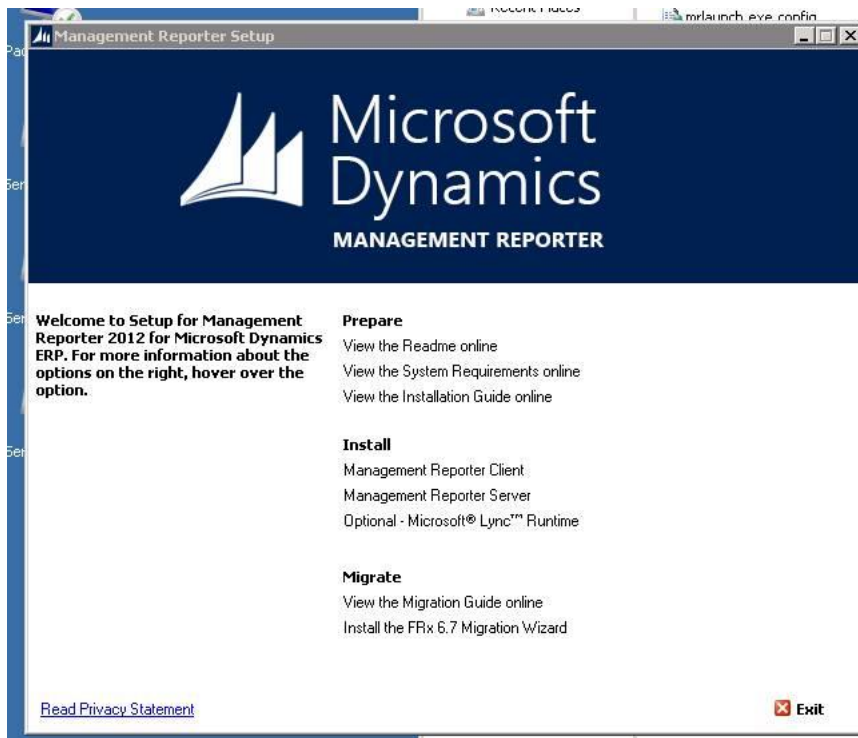 mrlaunch.exe.config
Management Reporter Setup
Microsoft
Dynamics
MANAGEMENT REPORTER
Welcome to Setup for Management
Reporter 2012 for Microsoft Dynamics
ERP. For more information about the
options on the right, hover over the
option.
Prepare
View the Readme online
View the System Requirements online
View the Installation Guide online
Install
Management Reporter Client
Management Reporter Server
Optional - Microsoft® Lync™ Runtime
Migrate
View the Migration Guide online
Install the FRx 6.7 Migration Wizard
Read Privacy Statement
Exit